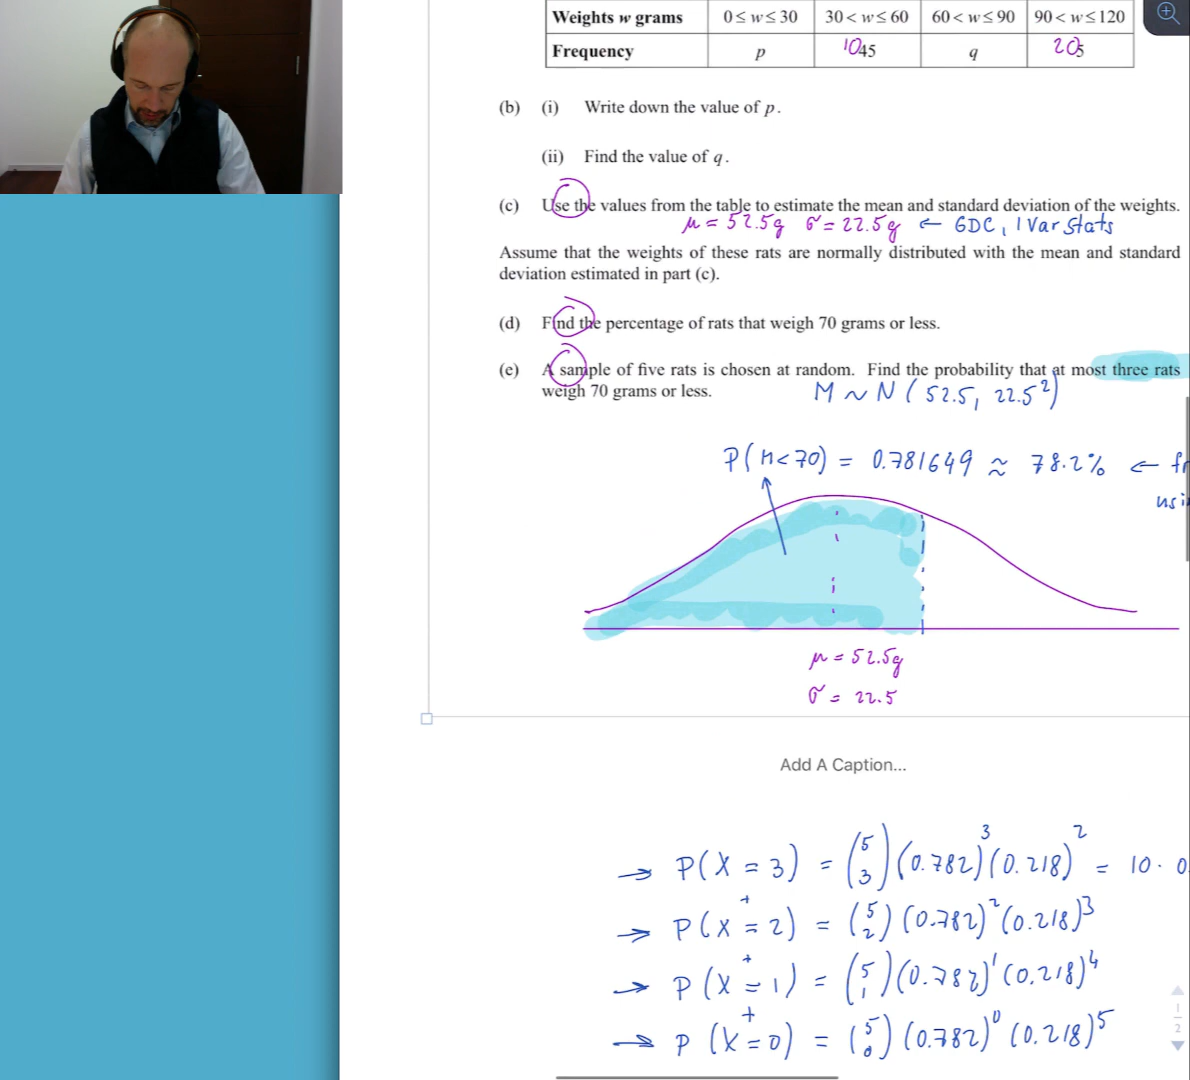 Weights w grams 0 ≤ w ≤ 30 30 < w ≤ 60 60 < w ≤ 90 90 < w ≤ 120
Frequency p 45 q 5
10 20
(b) (i) Write down the value of p.
(ii) Find the value of q.
(c) Use the values from the table to estimate the mean and standard deviation of the weights.
μ = 52.5g σ = 22.5g ← GDC, 1 Var Stats
Assume that the weights of these rats are normally distributed with the mean and standard
deviation estimated in part (c).
(d) Find the percentage of rats that weigh 70 grams or less.
(e) A sample of five rats is chosen at random. Find the probability that at most three rats
weigh 70 grams or less.
M ~ N ( 52.5, 22.5²)
P( M < 70) = 0.781649 ≈ 78.2% ←
μ = 52.5g
σ = 22.5
Add A Caption...
→ P(X = 3) = (5 3)(0.782)³(0.218)² = 10 · 0
+
→ P(X = 2) = (5 2)(0.782)²(0.218)³
+
→ P(X = 1) = (5 1)(0.782)¹(0.218)⁴
+
→ P(X = 0) = (5 0)(0.782)⁰(0.218)⁵
1
2